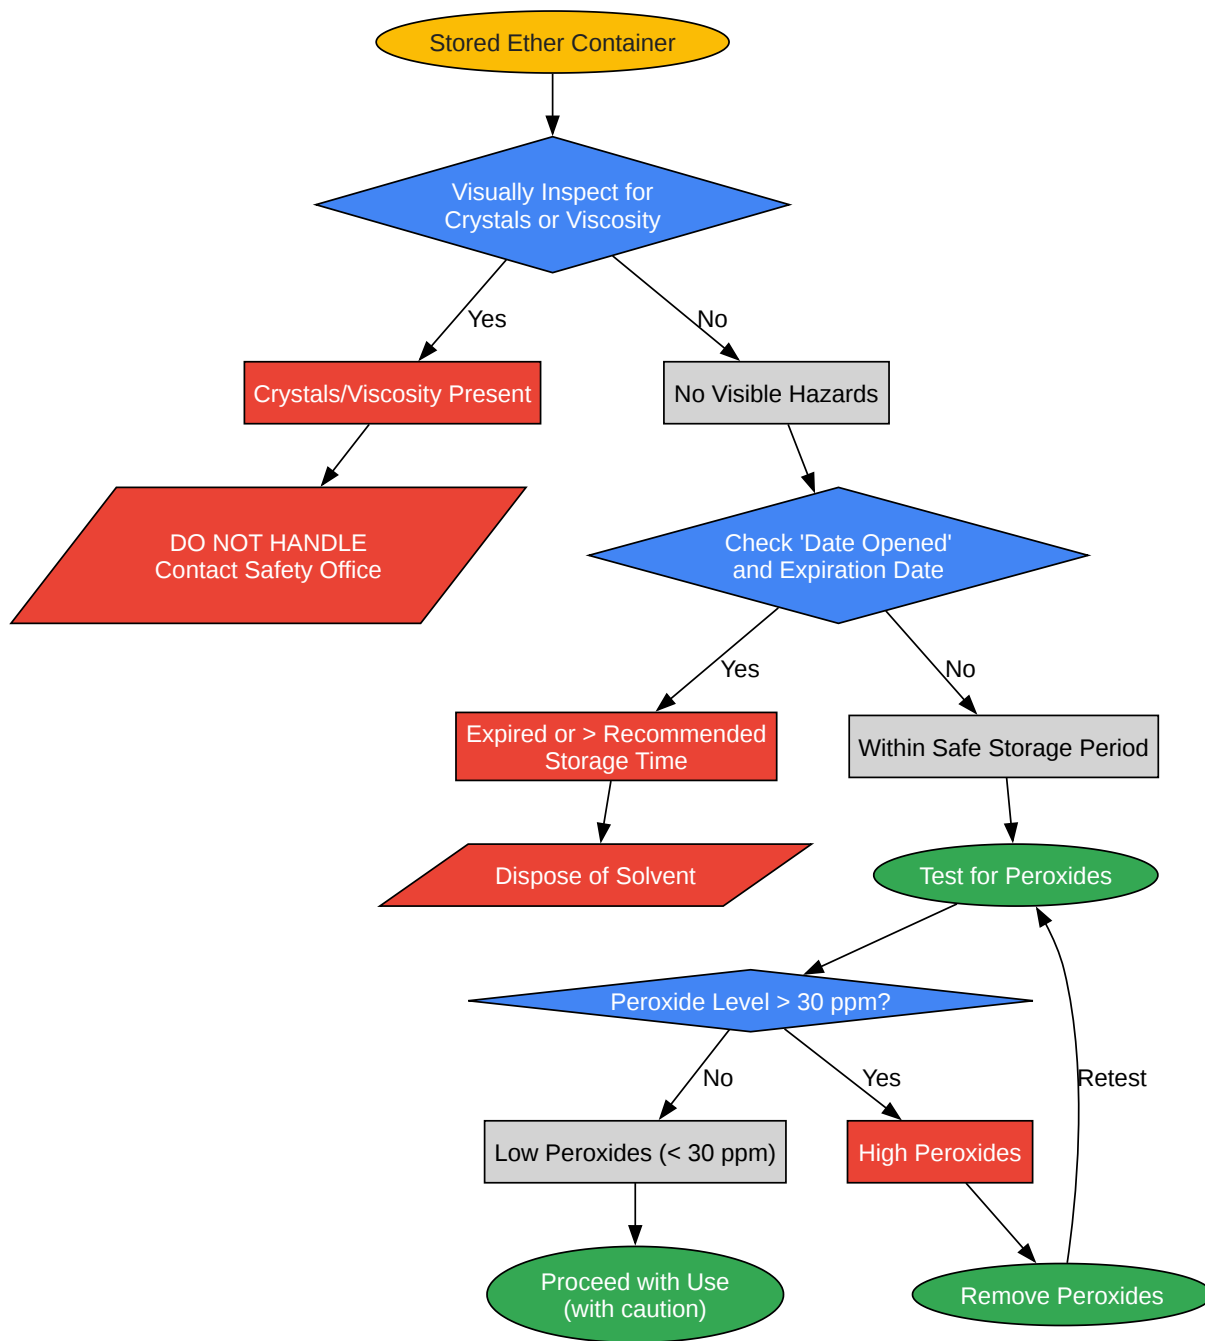 Stored Ether Container
Visually Inspect for
Crystals or Viscosity
Yes
No
Crystals/Viscosity Present
No Visible Hazards
DO NOT HANDLE
Contact Safety Office
Check 'Date Opened'
and Expiration Date
Yes
No
Expired or > Recommended
Storage Time
Within Safe Storage Period
Dispose of Solvent
Test for Peroxides
Peroxide Level > 30 ppm?
No
Yes
Retest
Low Peroxides (< 30 ppm)
High Peroxides
Proceed with Use
(with caution)
Remove Peroxides